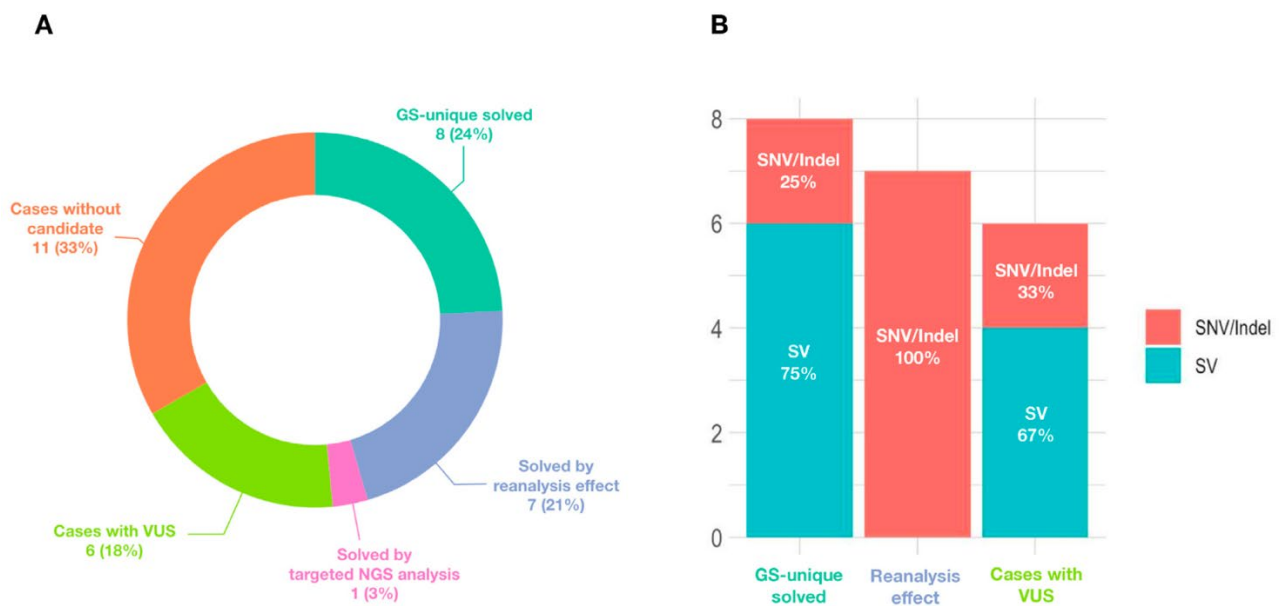 A
GS-unique solved
8 (24%)
Cases without
candidate
11 (33%)
Solved by
reanalysis effect
7 (21%)
Cases with VUS
6 (18%)
Solved by
targeted NGS analysis
1 (3%)
B
8
6
4
2
0
SNV/Indel
25%
SV
75%
SNV/Indel
100%
SNV/Indel
33%
SV
67%
GS-unique
solved
Reanalysis
effect
Cases with
VUS
SNV/Indel
SV